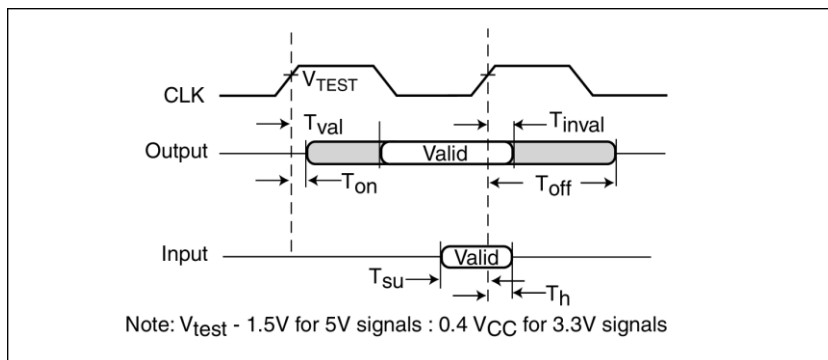 VTEST
CLK
Tval
Tinval
Output
Valid
Ton
Toff
Input
Valid
Tsu
Th
Note: Vtest - 1.5V for 5V signals : 0.4 VCC for 3.3V signals